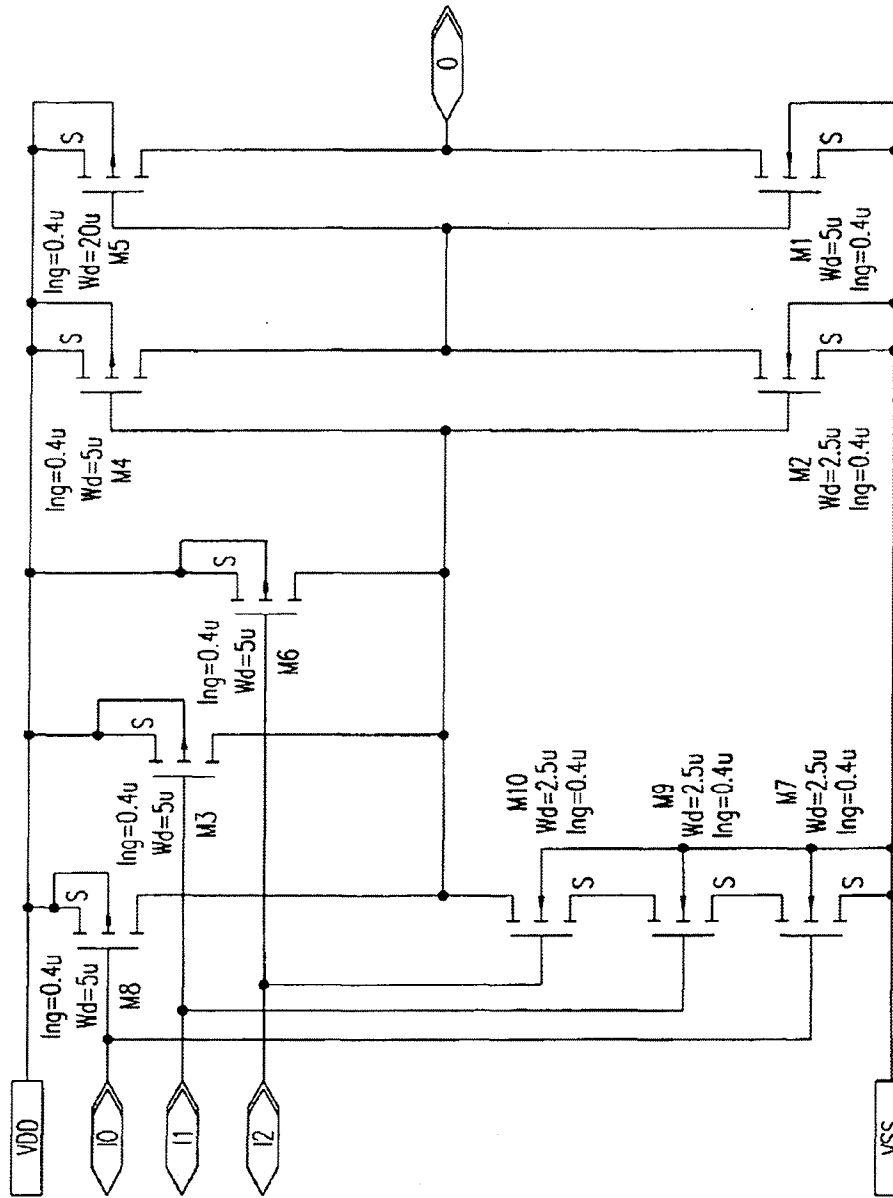 VDD
I0
I1
I2
VSS
lng=0.4u
Wd=5u
M8
lng=0.4u
Wd=5u
M3
lng=0.4u
Wd=5u
M6
lng=0.4u
Wd=5u
M4
lng=0.4u
Wd=20u
M5
S
S
S
S
S
M10
Wd=2.5u
lng=0.4u
M9
Wd=2.5u
lng=0.4u
M7
Wd=2.5u
lng=0.4u
M2
Wd=2.5u
lng=0.4u
M1
Wd=5u
lng=0.4u
S
S
S
S
S
O